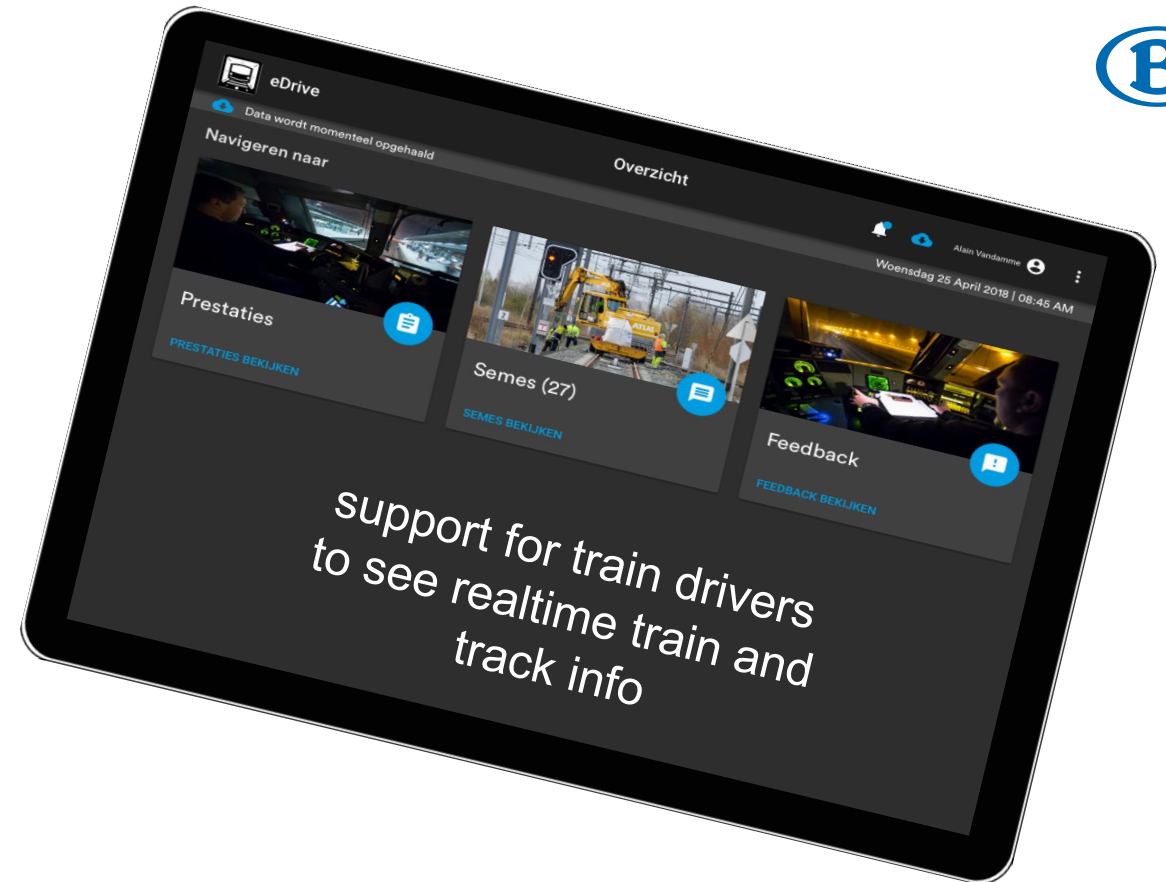 B
eDrive
Data wordt momenteel opgehaald
Overzicht
Alain Vandamme
Woensdag 25 April 2018 | 08:45 AM
Navigeren naar
Prestaties
PRESTATIES BEKIJKEN
ATLAS
Semes (27)
SEMES BEKIJKEN
Feedback
FEEDBACK BEKIJKEN
support for train drivers
to see realtime train and
track info